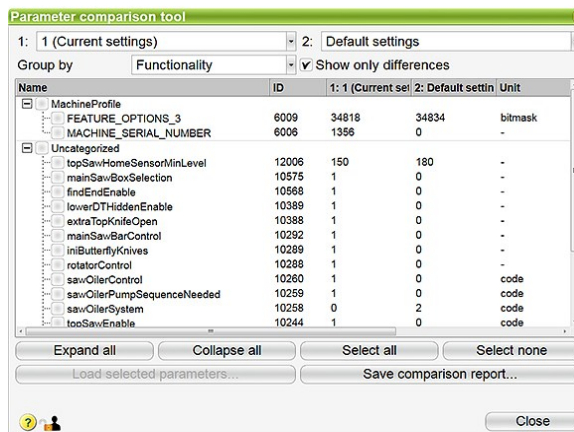 Parameter comparison tool
1: 1 (Current settings) 2: Default settings
Group by Functionality Show only differences
Name ID 1: 1 (Current set 2: Default settin Unit
MachineProfile
FEATURE_OPTIONS_3 6009 34818 34834 bitmask
MACHINE_SERIAL_NUMBER 6006 1356 0 -
Uncategorized
topSawHomeSensorMinLevel 12006 150 180 -
mainSawBoxSelection 10575 1 0 -
findEndEnable 10568 1 0 -
lowerDTHiddenEnable 10389 1 0 -
extraTopKnifeOpen 10388 1 0 -
mainSawBarControl 10292 1 0 -
iniButterflyKnives 10289 1 0 -
rotatorControl 10288 1 0 -
sawOilerControl 10260 1 0 code
sawOilerPumpSequenceNeeded 10259 1 0 code
sawOilerSystem 10258 0 2 code
topSawEnable 10244 1 0 code
Expand all Collapse all Select all Select none
Load selected parameters... Save comparison report...
? Close